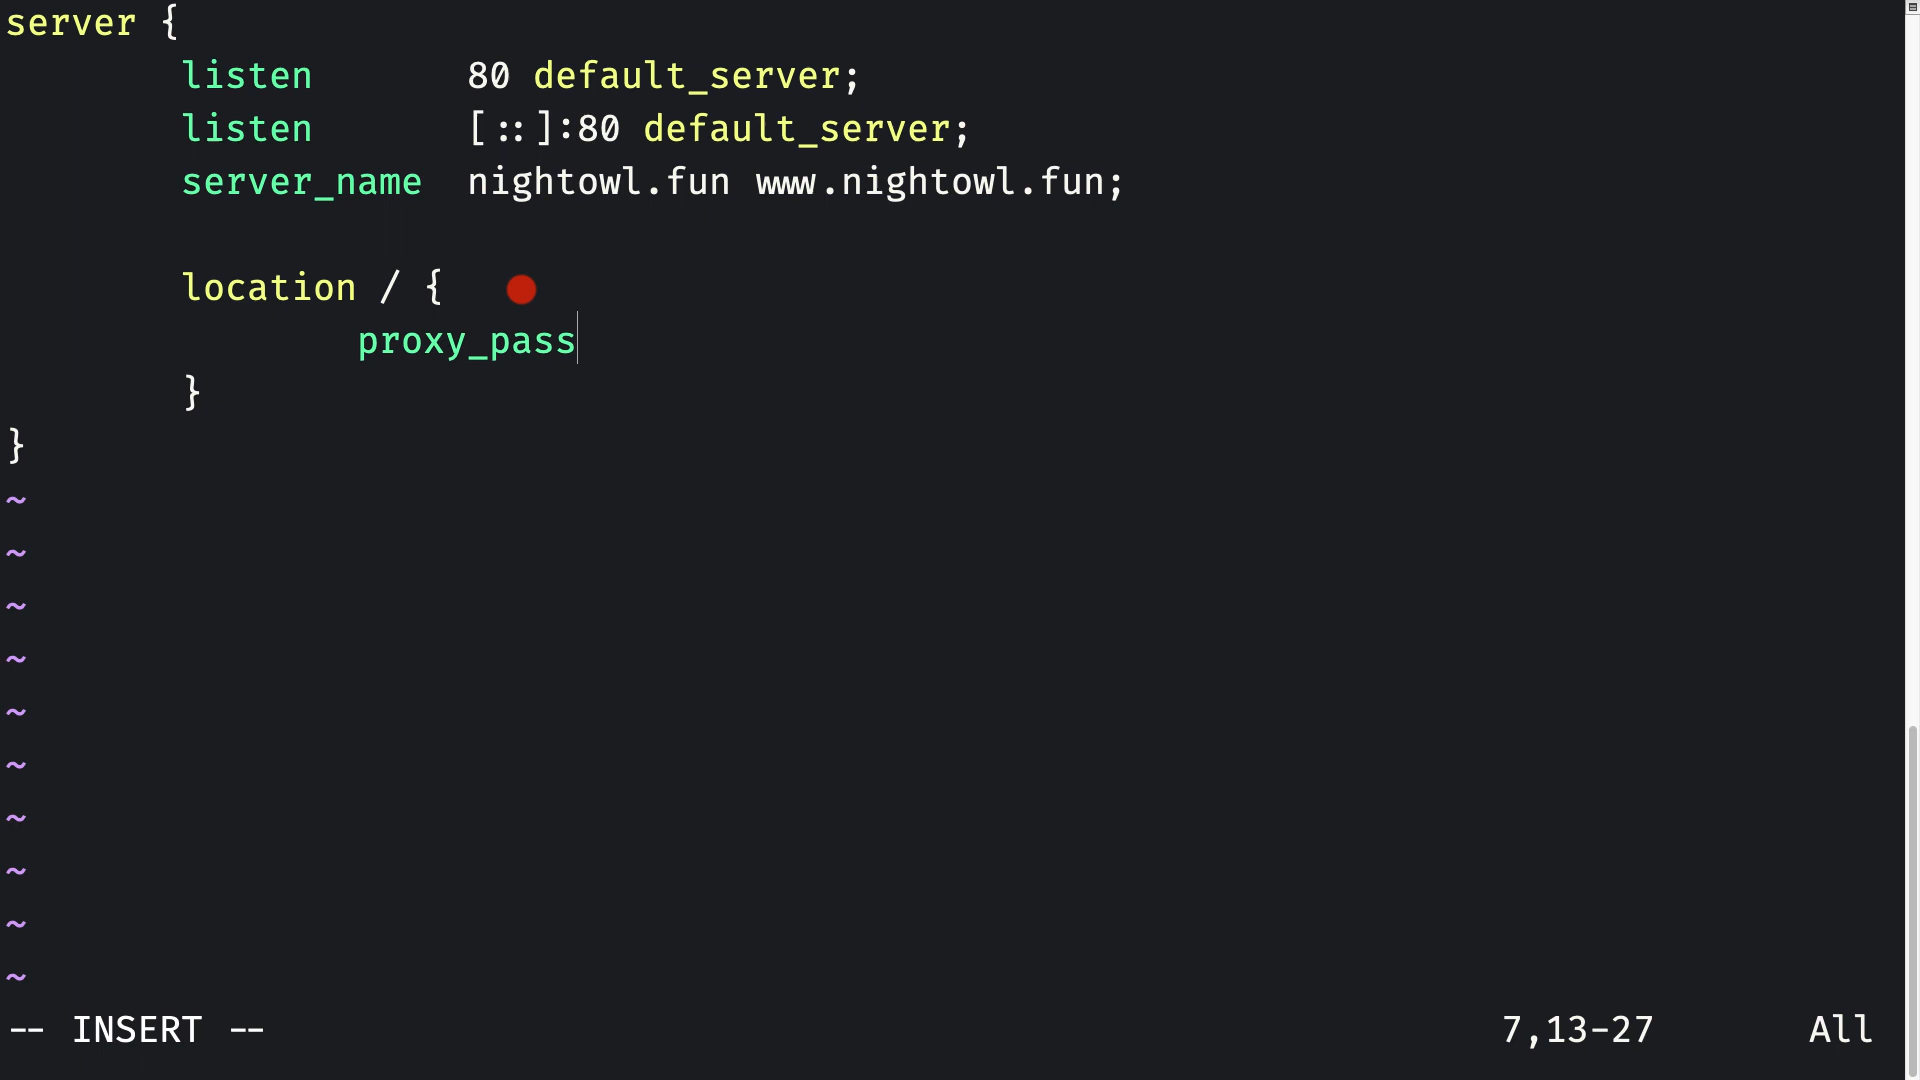 server {
        listen       80 default_server;
        listen       [::]:80 default_server;
        server_name  nightowl.fun www.nightowl.fun;
        location / {
                proxy_pass
        }
}
~
~
~
~
~
~
~
~
~
~
-- INSERT --                                                         7,13-27       All